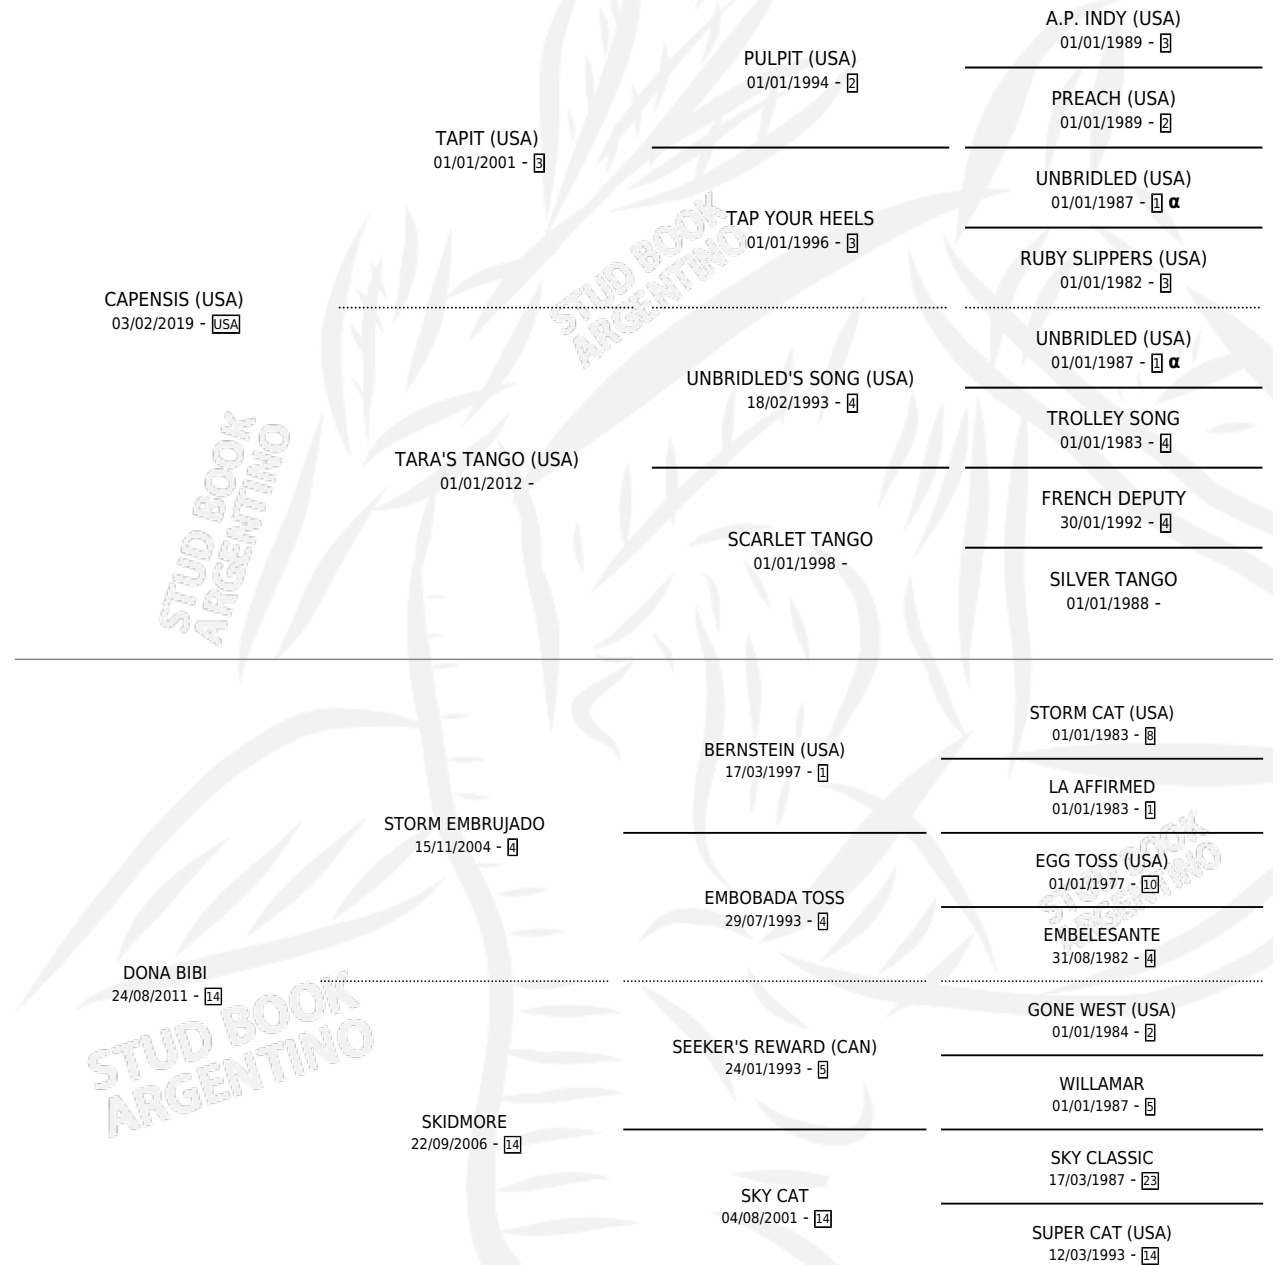 A.P. INDY (USA)
01/01/1989 - 3
PULPIT (USA)
01/01/1994 - 2
PREACH (USA)
01/01/1989 - 2
TAPIT (USA)
01/01/2001 - 3
UNBRIDLED (USA)
01/01/1987 - 1 α
TAP YOUR HEELS
01/01/1996 - 3
RUBY SLIPPERS (USA)
01/01/1982 - 3
CAPENSIS (USA)
03/02/2019 - USA
UNBRIDLED (USA)
01/01/1987 - 1 α
UNBRIDLED'S SONG (USA)
18/02/1993 - 4
TROLLEY SONG
01/01/1983 - 4
TARA'S TANGO (USA)
01/01/2012 -
FRENCH DEPUTY
30/01/1992 - 4
SCARLET TANGO
01/01/1998 -
SILVER TANGO
01/01/1988 -
STORM CAT (USA)
01/01/1983 - 8
BERNSTEIN (USA)
17/03/1997 - 1
LA AFFIRMED
01/01/1983 - 1
STORM EMBRUJADO
15/11/2004 - 4
EGG TOSS (USA)
01/01/1977 - 10
EMBOBADA TOSS
29/07/1993 - 4
EMBELESANTE
31/08/1982 - 4
DONA BIBI
24/08/2011 - 14
GONE WEST (USA)
01/01/1984 - 2
SEEKER'S REWARD (CAN)
24/01/1993 - 5
WILLAMAR
01/01/1987 - 5
SKIDMORE
22/09/2006 - 14
SKY CLASSIC
17/03/1987 - 23
SKY CAT
04/08/2001 - 14
SUPER CAT (USA)
12/03/1993 - 14
STUD BOOK
ARGENTINO
STUD BOOK
ARGENTINO
STUD BOOK
ARGENTINO
STUD BOOK
ARGENTINO